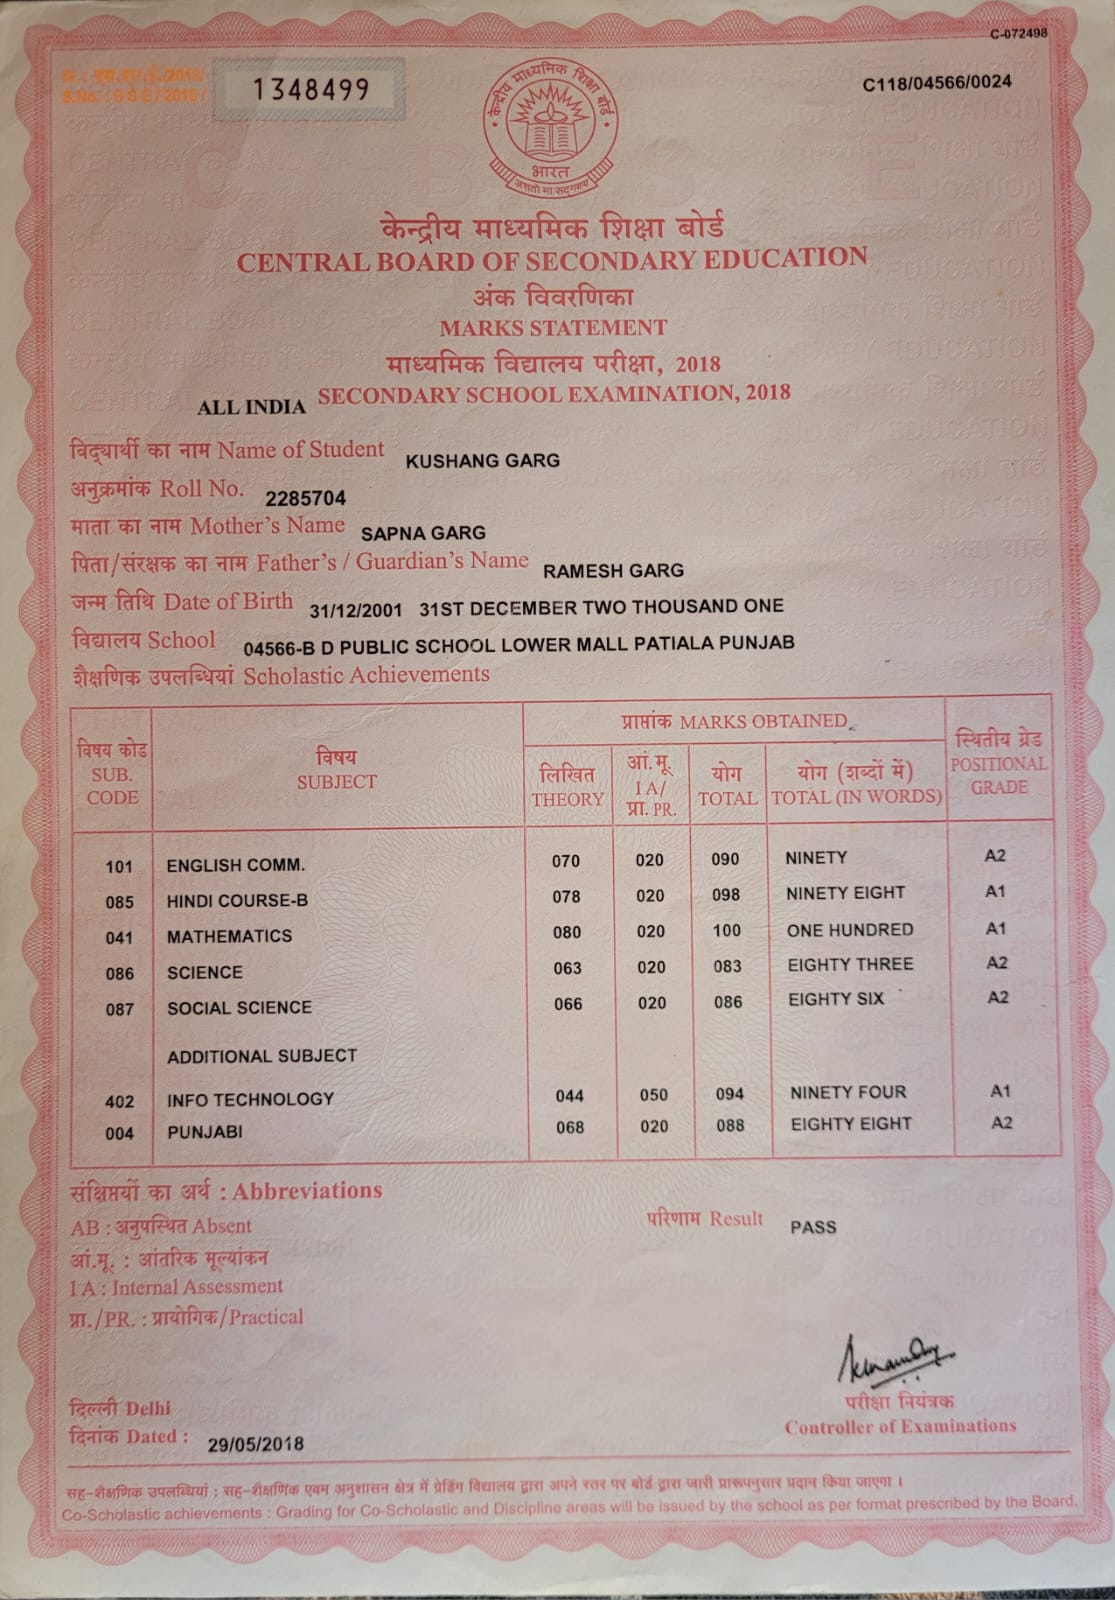 C-072498
क्र.: एस.एस.ई./2018/
S.No.: S S E / 2018 /
1348499
C118/04566/0024
केन्द्रीय माध्यमिक शिक्षा बोर्ड
भारत
असतो मा सद्गमय
केन्द्रीय माध्यमिक शिक्षा बोर्ड
CENTRAL BOARD OF SECONDARY EDUCATION
अंक विवरणिका
MARKS STATEMENT
माध्यमिक विद्यालय परीक्षा, 2018
ALL INDIA SECONDARY SCHOOL EXAMINATION, 2018
विद्यार्थी का नाम Name of Student KUSHANG GARG
अनुक्रमांक Roll No. 2285704
माता का नाम Mother's Name SAPNA GARG
पिता/संरक्षक का नाम Father's / Guardian's Name RAMESH GARG
जन्म तिथि Date of Birth 31/12/2001 31ST DECEMBER TWO THOUSAND ONE
विद्यालय School 04566-B D PUBLIC SCHOOL LOWER MALL PATIALA PUNJAB
शैक्षणिक उपलब्धियां Scholastic Achievements
विषय कोड SUB. CODE
विषय SUBJECT
प्राप्तांक MARKS OBTAINED
लिखित THEORY
आं.मू. I A/ प्रा. PR.
योग TOTAL
योग (शब्दों में) TOTAL (IN WORDS)
स्थितीय ग्रेड POSITIONAL GRADE
101 ENGLISH COMM. 070 020 090 NINETY A2
085 HINDI COURSE-B 078 020 098 NINETY EIGHT A1
041 MATHEMATICS 080 020 100 ONE HUNDRED A1
086 SCIENCE 063 020 083 EIGHTY THREE A2
087 SOCIAL SCIENCE 066 020 086 EIGHTY SIX A2
ADDITIONAL SUBJECT
402 INFO TECHNOLOGY 044 050 094 NINETY FOUR A1
004 PUNJABI 068 020 088 EIGHTY EIGHT A2
संक्षिप्तियों का अर्थ : Abbreviations
AB : अनुपस्थित Absent
परिणाम Result PASS
आं.मू. : आंतरिक मूल्यांकन
I A : Internal Assessment
प्रा./PR. : प्रायोगिक/Practical
परीक्षा नियंत्रक
Controller of Examinations
दिल्ली Delhi
दिनांक Dated : 29/05/2018
सह-शैक्षणिक उपलब्धियां : सह-शैक्षणिक एवम अनुशासन क्षेत्र में ग्रेडिंग विद्यालय द्वारा अपने स्तर पर बोर्ड द्वारा जारी प्रारूपनुसार प्रदान किया जाएगा ।
Co-Scholastic achievements : Grading for Co-Scholastic and Discipline areas will be issued by the school as per format prescribed by the Board.